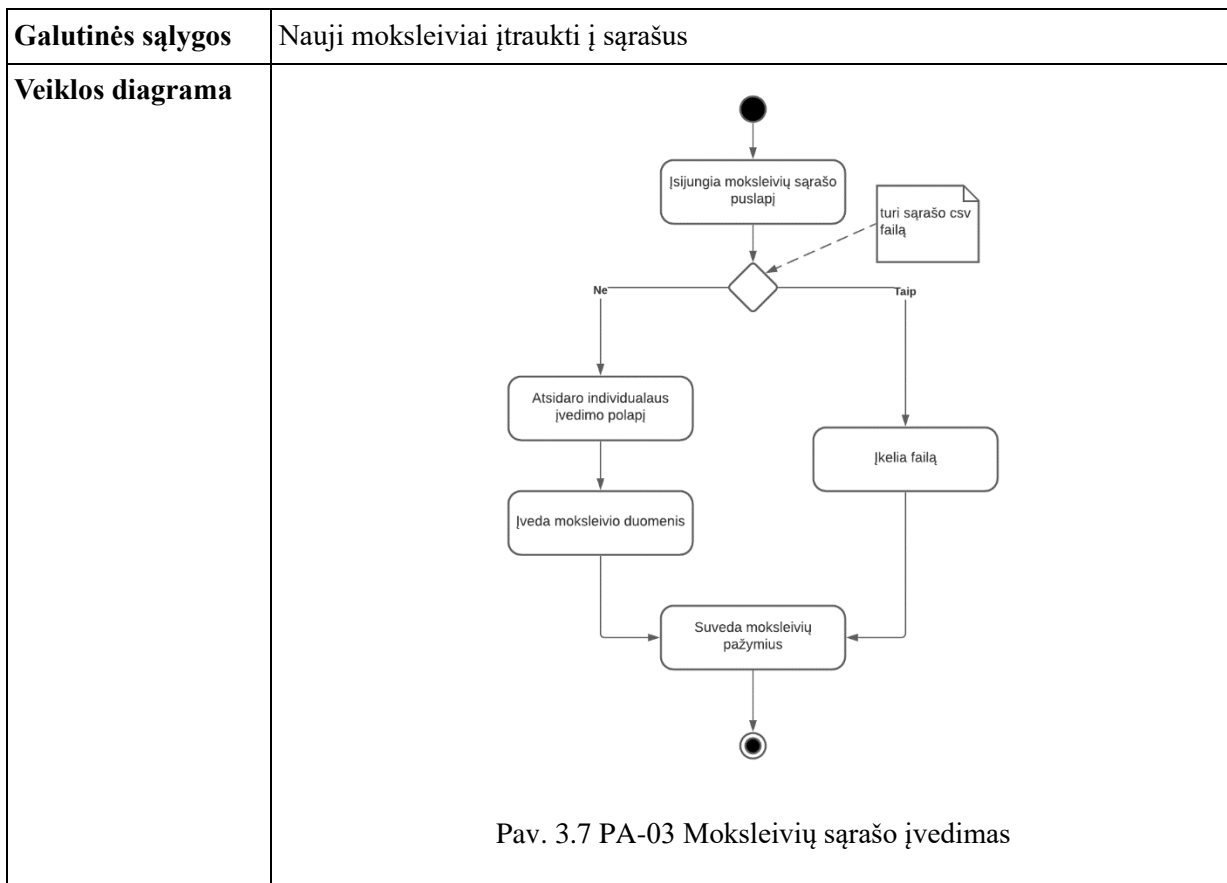 Galutinės sąlygos
Nauji moksleiviai įtraukti į sąrašus
Veiklos diagrama
Įsijungia moksleivių sąrašo
puslapį
turi sąrašo csv
failą
Ne
Taip
Atsidaro individualaus
įvedimo polapį
Įkelia failą
Įveda moksleivio duomenis
Suveda moksleivių
pažymius
Pav. 3.7 PA-03 Moksleivių sąrašo įvedimas